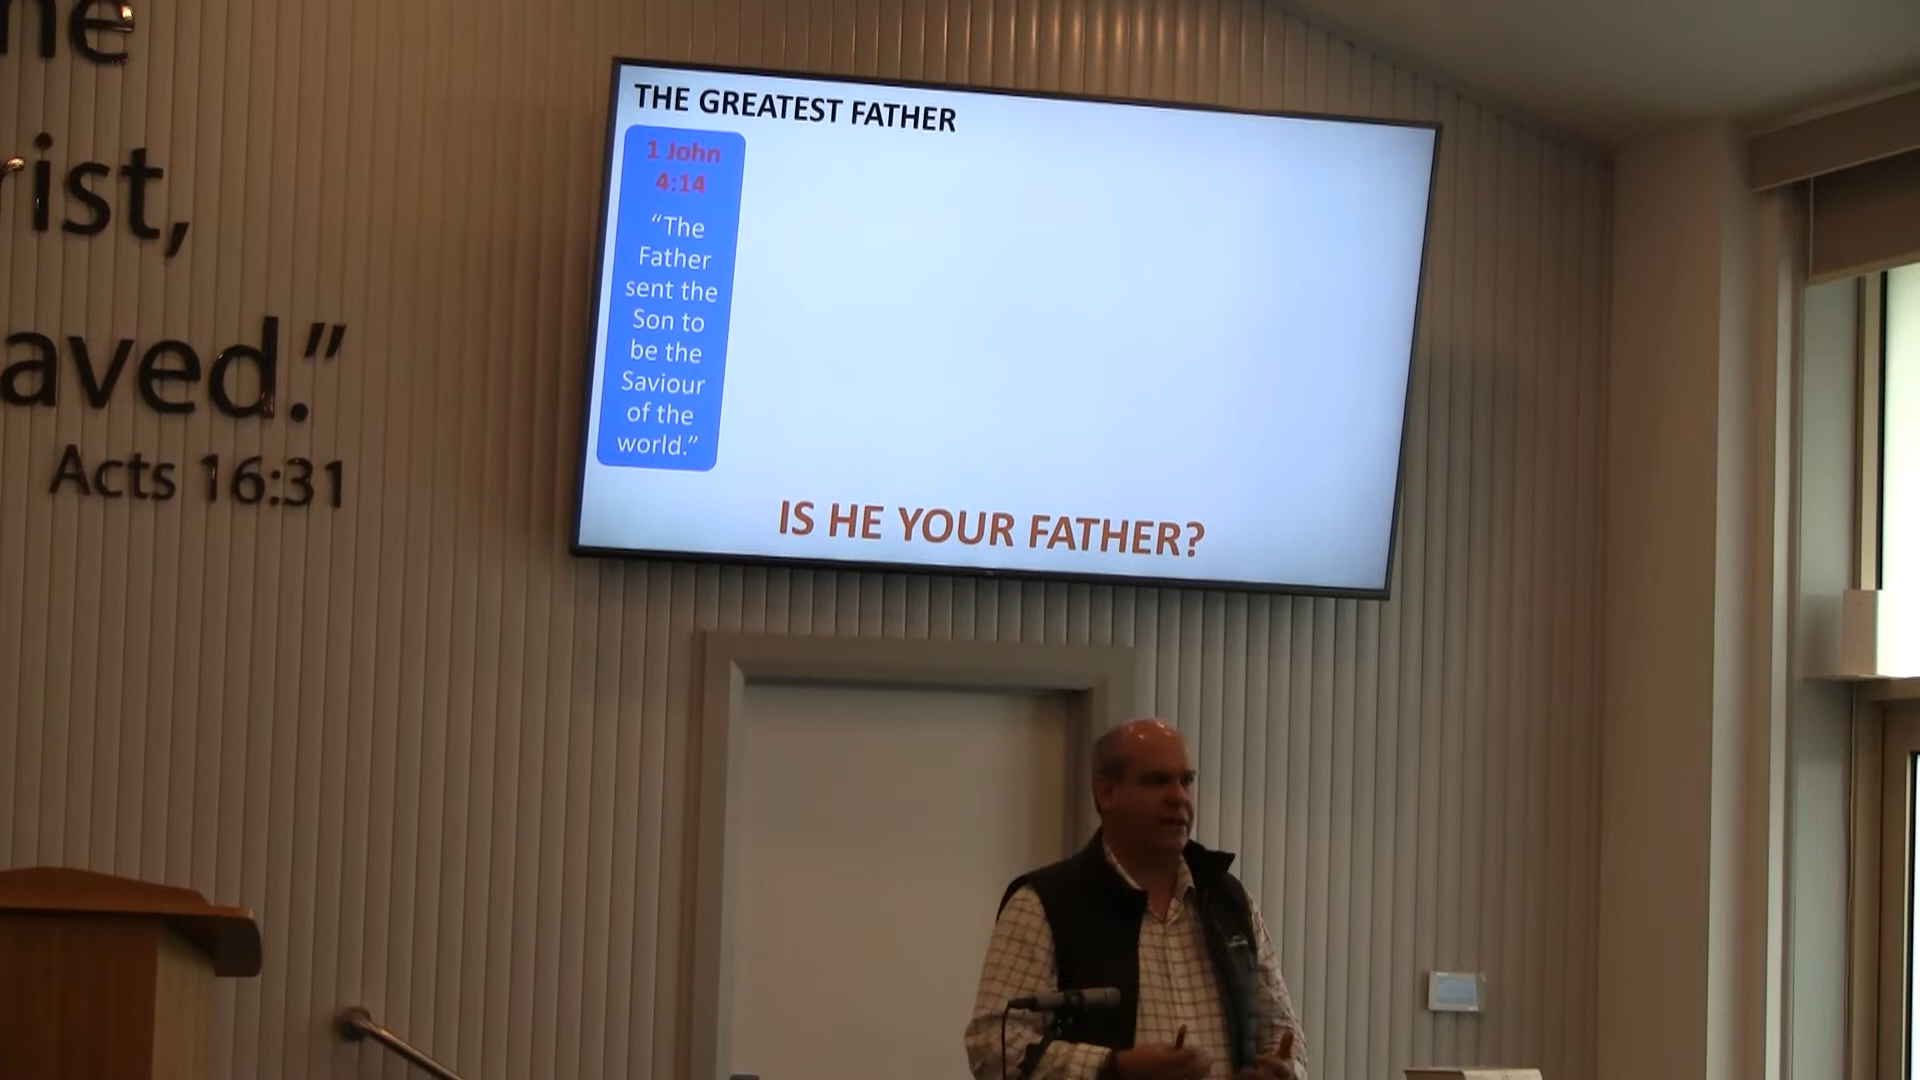 ne
rist,
aved.”
Acts 16:31
THE GREATEST FATHER
1 John
4:14
“The
Father
sent the
Son to
be the
Saviour
of the
world.”
IS HE YOUR FATHER?